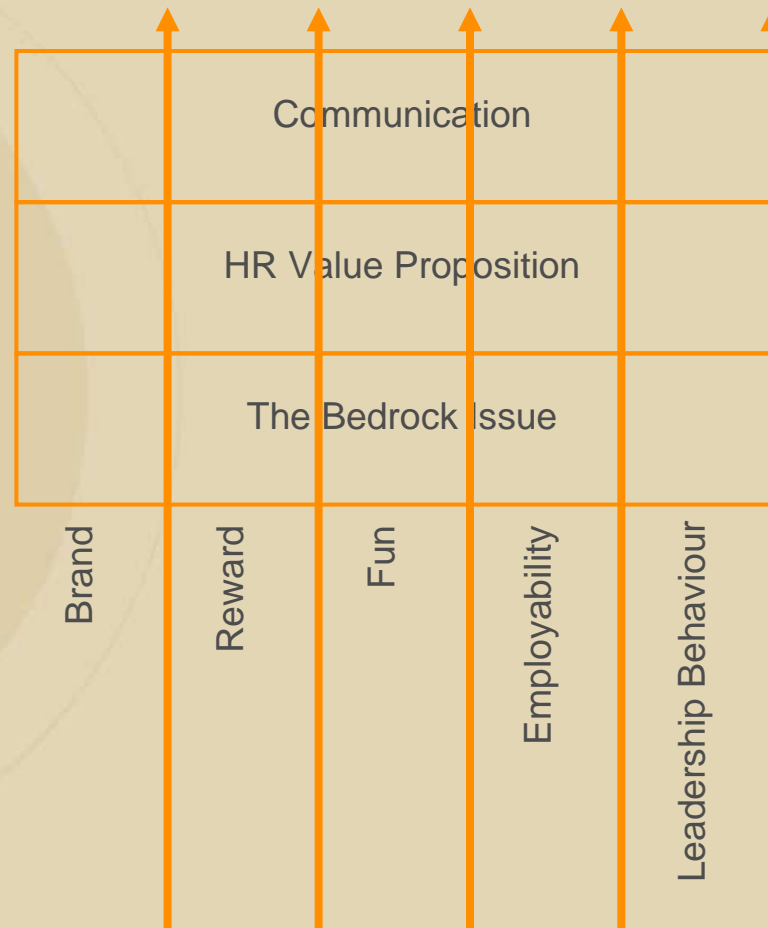 Communication
HR Value Proposition
The Bedrock Issue
Brand
Reward
Fun
Employability
Leadership Behaviour